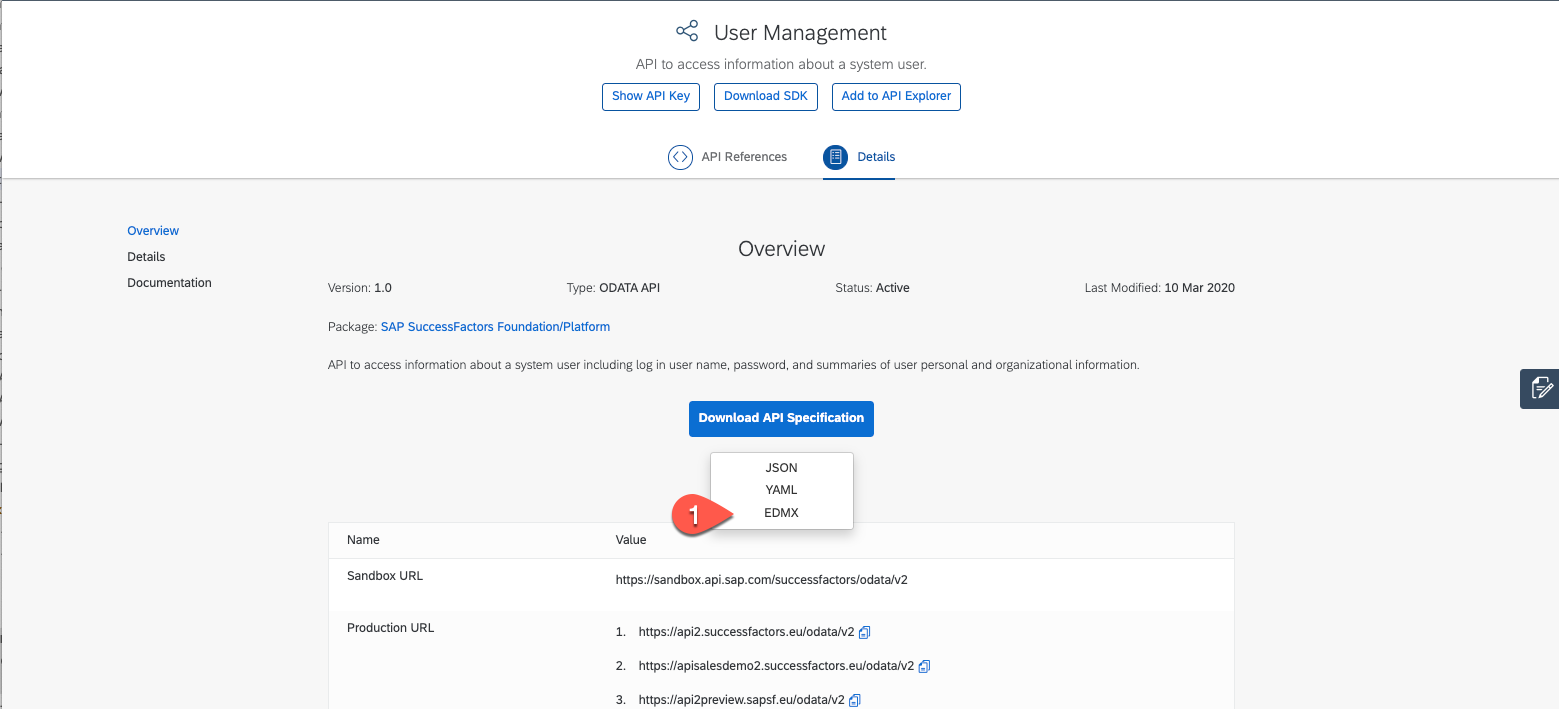 User Management
API to access information about a system user.
Show API Key Download SDK Add to API Explorer
API References Details
Overview
Details
Documentation
Overview
Version: 1.0 Type: ODATA API Status: Active Last Modified: 10 Mar 2020
Package: SAP SuccessFactors Foundation/Platform
API to access information about a system user including log in user name, password, and summaries of user personal and organizational information.
Download API Specification
JSON
YAML
1 EDMX
Name Value
Sandbox URL https://sandbox.api.sap.com/successfactors/odata/v2
Production URL 1. https://api2.successfactors.eu/odata/v2
2. https://apisalesdemo2.successfactors.eu/odata/v2
3. https://api2preview.sapsf.eu/odata/v2